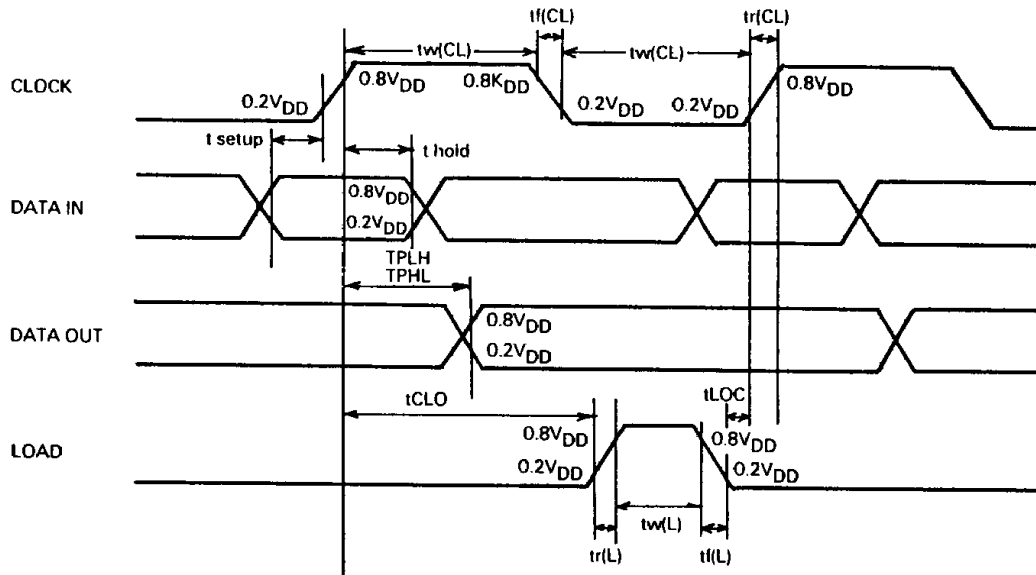 tf(CL) tr(CL)
tw(CL) tw(CL)
CLOCK 0.2VDD 0.8VDD 0.8KDD 0.2VDD 0.2VDD 0.8VDD
t setup t hold
DATA IN 0.8VDD
0.2VDD
TPLH
TPHL
DATA OUT 0.8VDD
0.2VDD
tCLO tLOC
LOAD 0.8VDD 0.8VDD
0.2VDD 0.2VDD
tr(L) tw(L) tf(L)